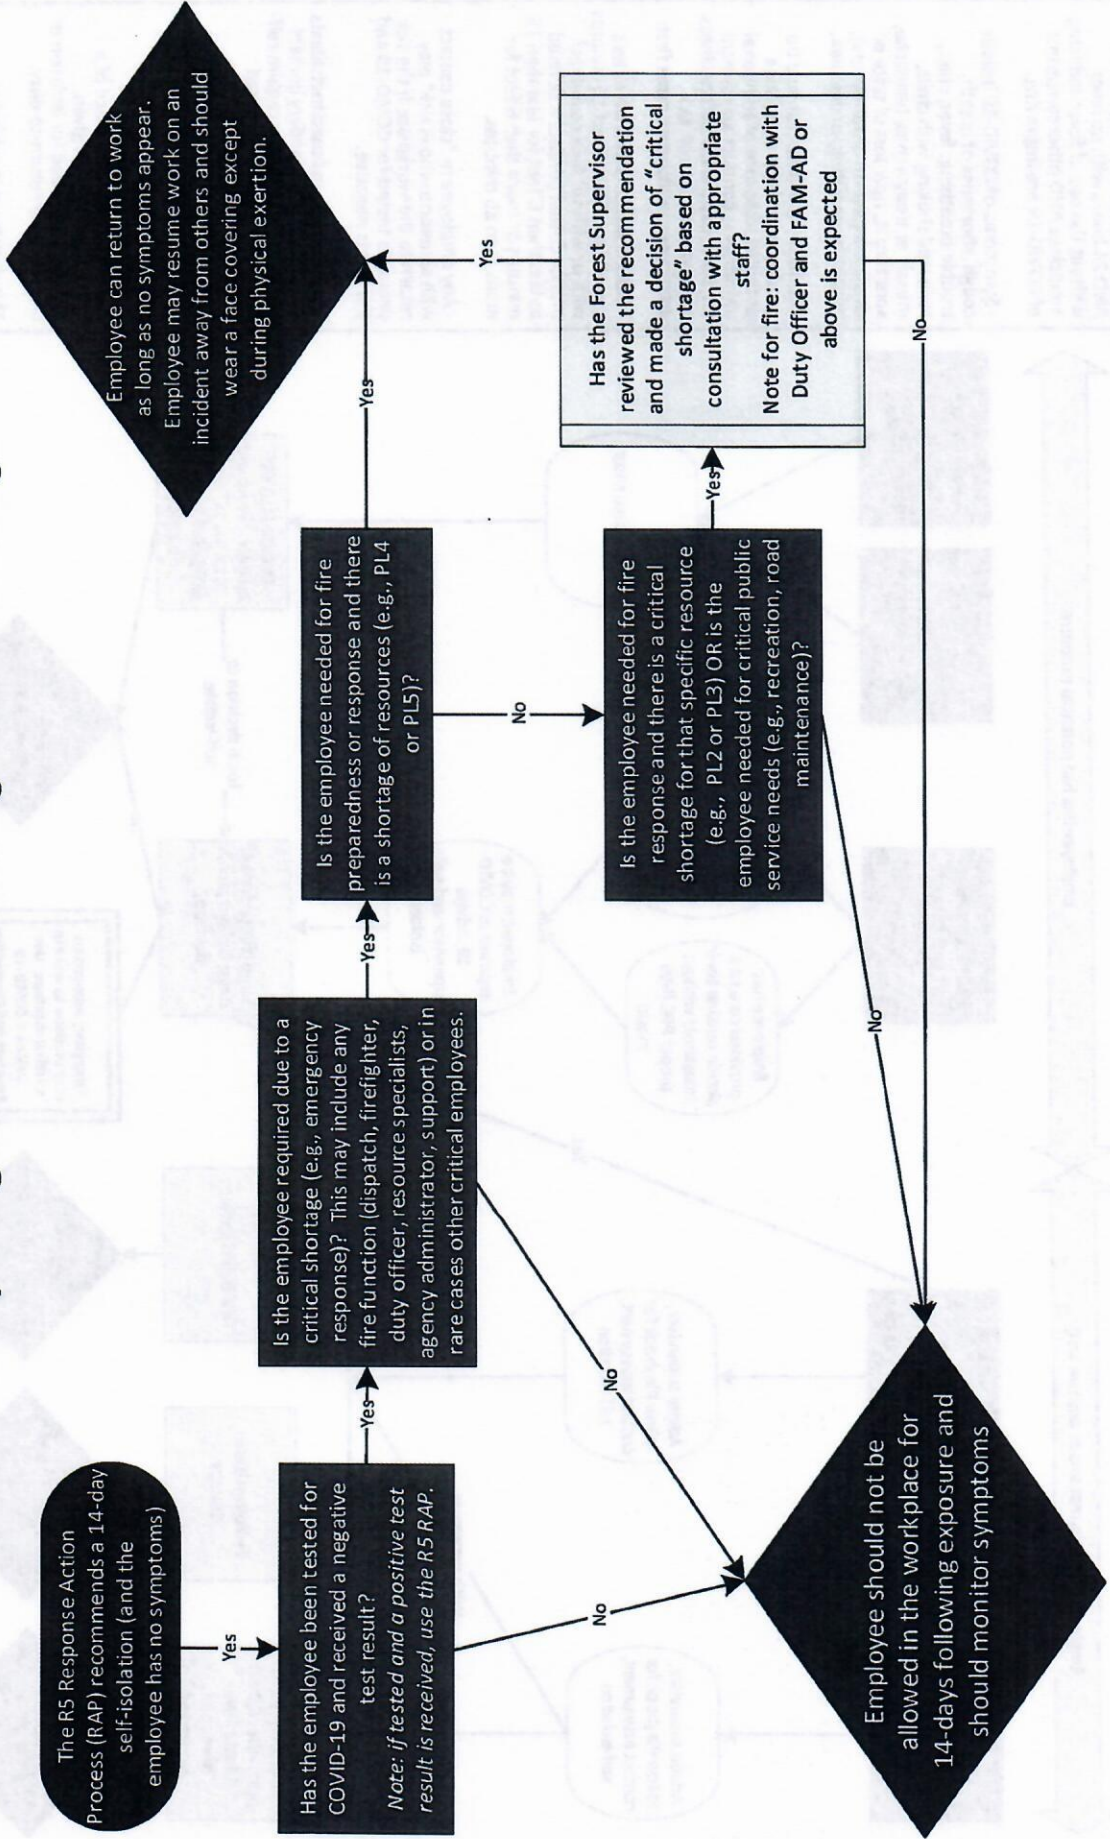 The R5 Response Action
Process (RAP) recommends a 14-day
self-isolation (and the
employee has no symptoms)
Yes
Has the employee been tested for
COVID-19 and received a negative
test result?
Note: if tested and a positive test
result is received, use the R5 RAP.
Yes
No
Is the employee required due to a
critical shortage (e.g., emergency
response)? This may include any
fire function (dispatch, firefighter,
duty officer, resource specialists,
agency administrator, support) or in
rare cases other critical employees.
Yes
No
Is the employee needed for fire
preparedness or response and there
is a shortage of resources (e.g., PL4
or PL5)?
Yes
No
Is the employee needed for fire
response and there is a critical
shortage for that specific resource
(e.g., PL2 or PL3) OR is the
employee needed for critical public
service needs (e.g., recreation, road
maintenance)?
Yes
No
Has the Forest Supervisor
reviewed the recommendation
and made a decision of "critical
shortage" based on
consultation with appropriate
staff?
Note for fire: coordination with
Duty Officer and FAM-AD or
above is expected
Yes
No
Employee can return to work
as long as no symptoms appear.
Employee may resume work on an
incident away from others and should
wear a face covering except
during physical exertion.
Employee should not be
allowed in the workplace for
14-days following exposure and
should monitor symptoms